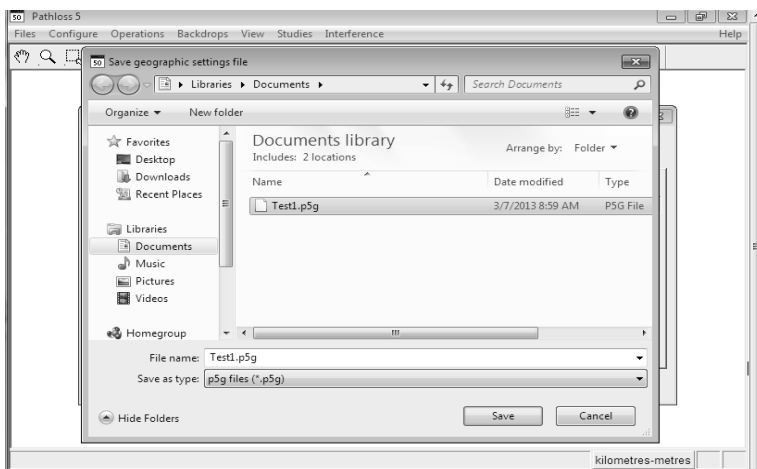 50 Pathloss 5
Files Configure Operations Backdrops View Studies Interference Help
50 Save geographic settings file
Libraries Documents Search Documents
Organize New folder
Favorites
Desktop
Downloads
Recent Places
Libraries
Documents
Music
Pictures
Videos
Homegroup
Documents library
Includes: 2 locations
Arrange by: Folder
Name Date modified Type
Test1.p5g 3/7/2013 8:59 AM P5G File
File name: Test1.p5g
Save as type: p5g files (*.p5g)
Hide Folders Save Cancel
kilometres-metres